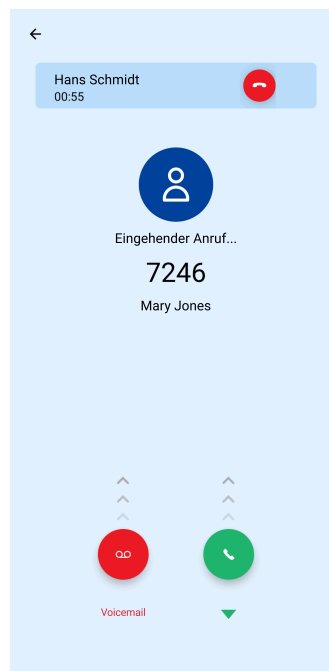 Hans Schmidt
00:55
Eingehender Anruf...
7246
Mary Jones
Voicemail